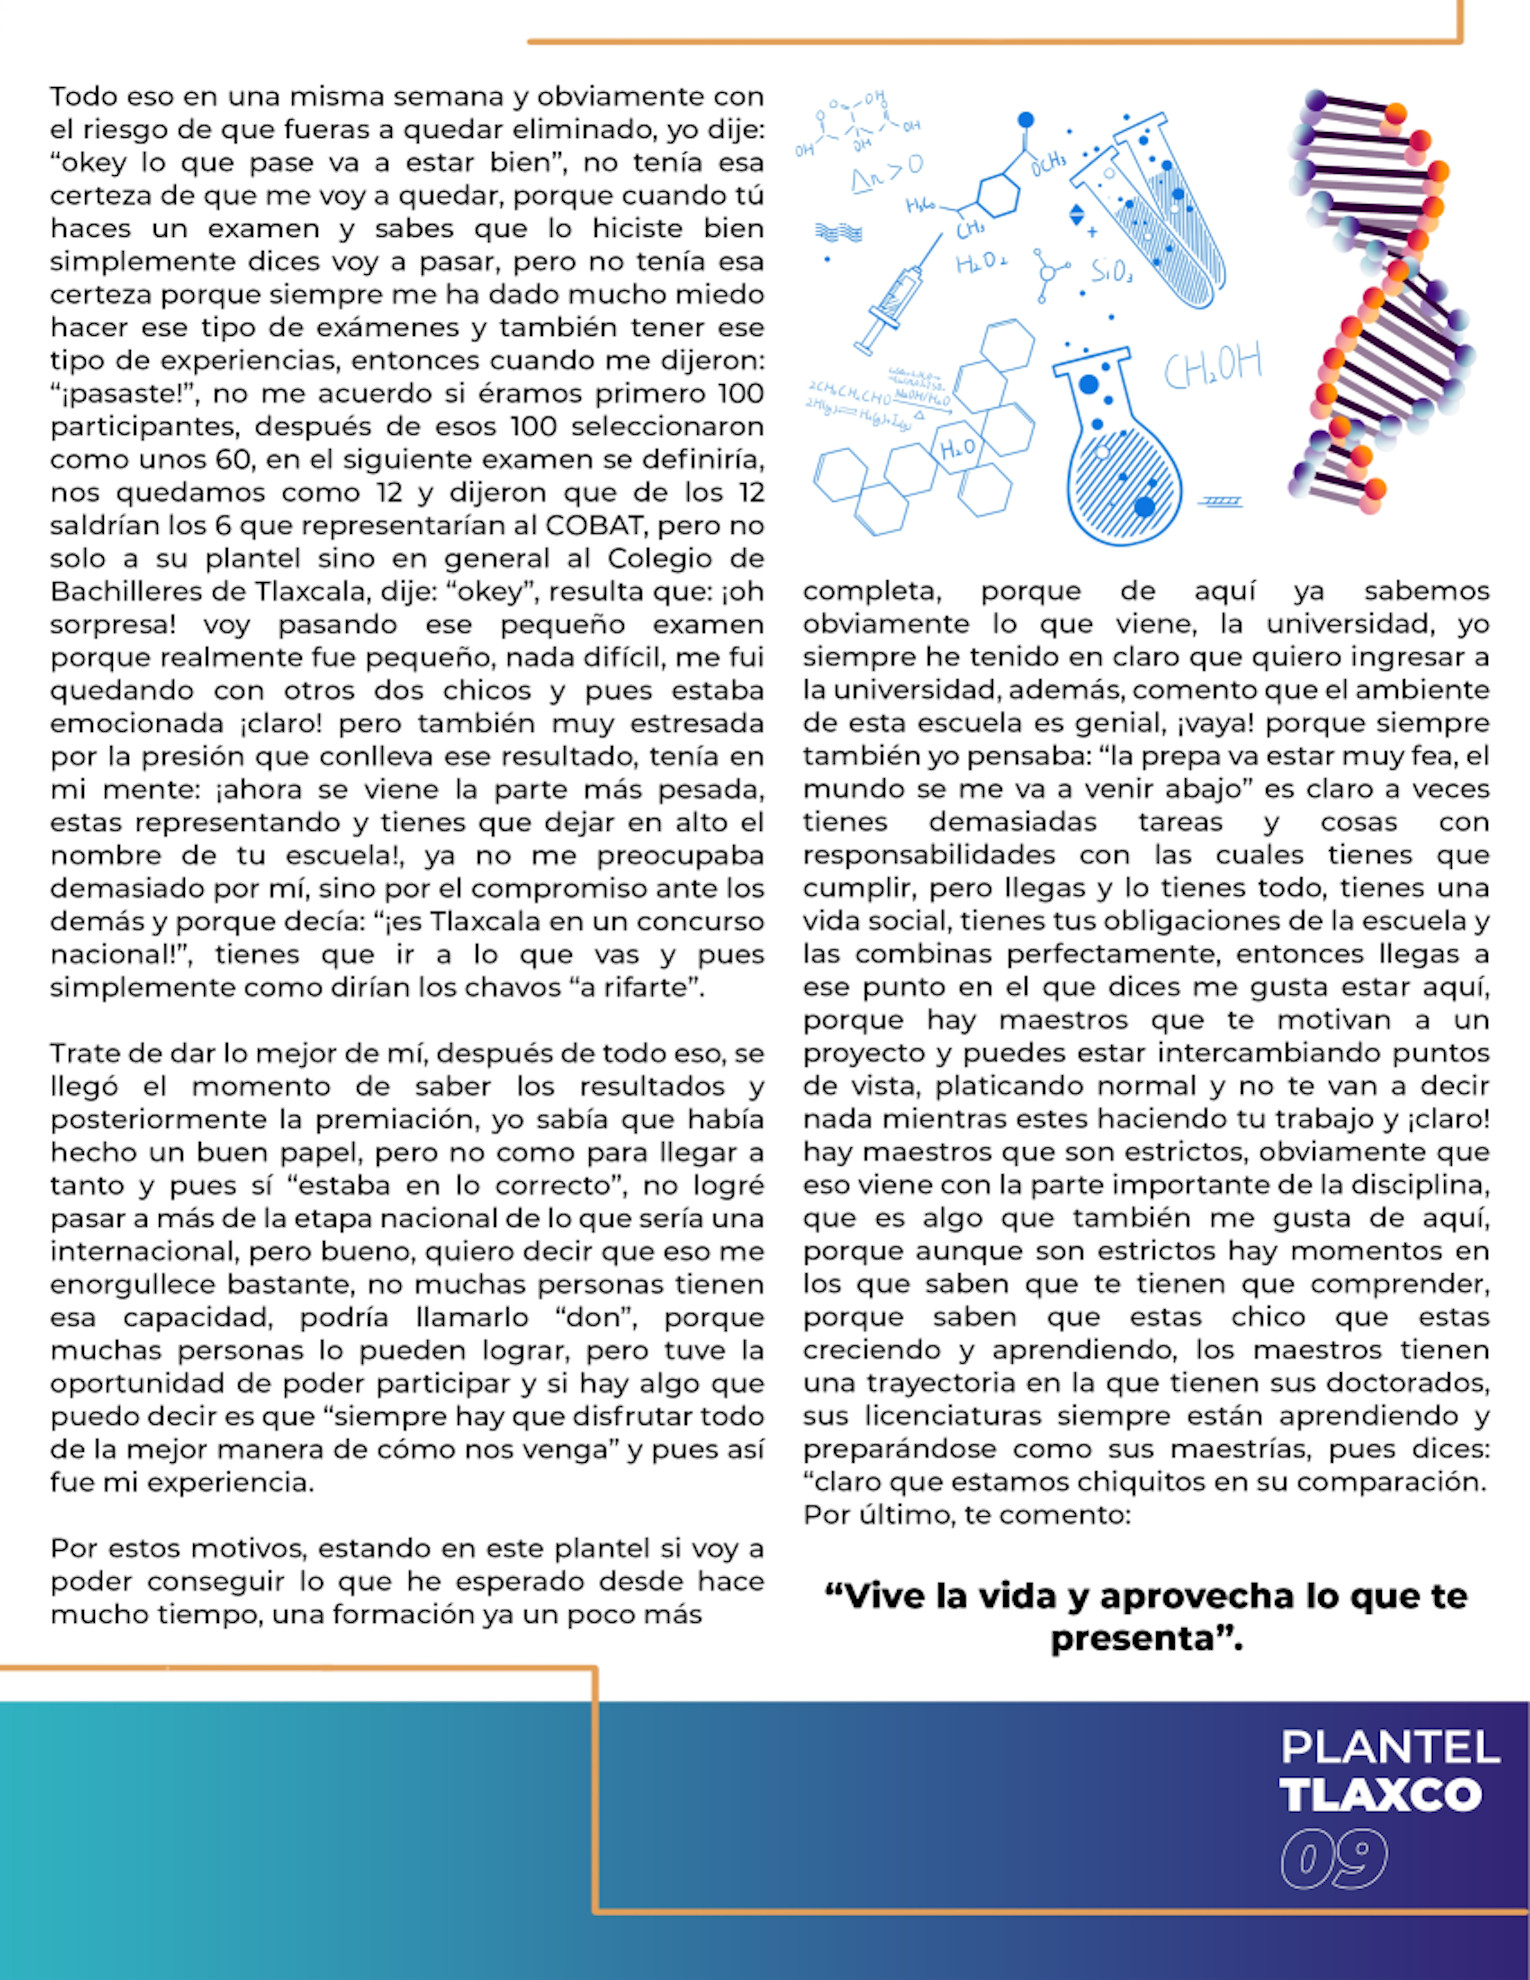 Todo eso en una misma semana y obviamente con
el riesgo de que fueras a quedar eliminado, yo dije:
“okey lo que pase va a estar bien”, no tenía esa
certeza de que me voy a quedar, porque cuando tú
haces un examen y sabes que lo hiciste bien
simplemente dices voy a pasar, pero no tenía esa
certeza porque siempre me ha dado mucho miedo
hacer ese tipo de exámenes y también tener ese
tipo de experiencias, entonces cuando me dijeron:
“¡pasaste!”, no me acuerdo si éramos primero 100
participantes, después de esos 100 seleccionaron
como unos 60, en el siguiente examen se definiría,
nos quedamos como 12 y dijeron que de los 12
saldrían los 6 que representarían al COBAT, pero no
solo a su plantel sino en general al Colegio de
Bachilleres de Tlaxcala, dije: “okey”, resulta que: ¡oh
sorpresa! voy pasando ese pequeño examen
porque realmente fue pequeño, nada difícil, me fui
quedando con otros dos chicos y pues estaba
emocionada ¡claro! pero también muy estresada
por la presión que conlleva ese resultado, tenía en
mi mente: ¡ahora se viene la parte más pesada,
estas representando y tienes que dejar en alto el
nombre de tu escuela!, ya no me preocupaba
demasiado por mí, sino por el compromiso ante los
demás y porque decía: “¡es Tlaxcala en un concurso
nacional!”, tienes que ir a lo que vas y pues
simplemente como dirían los chavos “a rifarte”.
Trate de dar lo mejor de mí, después de todo eso, se
llegó el momento de saber los resultados y
posteriormente la premiación, yo sabía que había
hecho un buen papel, pero no como para llegar a
tanto y pues sí “estaba en lo correcto”, no logré
pasar a más de la etapa nacional de lo que sería una
internacional, pero bueno, quiero decir que eso me
enorgullece bastante, no muchas personas tienen
esa capacidad, podría llamarlo “don”, porque
muchas personas lo pueden lograr, pero tuve la
oportunidad de poder participar y si hay algo que
puedo decir es que “siempre hay que disfrutar todo
de la mejor manera de cómo nos venga” y pues así
fue mi experiencia.
Por estos motivos, estando en este plantel si voy a
poder conseguir lo que he esperado desde hace
mucho tiempo, una formación ya un poco más
OH
OH
OH
OH
Δn>0
OCH₃
H₃C
CH₃
H₂O₂
SiO₃
CH₂OH
H₂O
completa, porque de aquí ya sabemos
obviamente lo que viene, la universidad, yo
siempre he tenido en claro que quiero ingresar a
la universidad, además, comento que el ambiente
de esta escuela es genial, ¡vaya! porque siempre
también yo pensaba: “la prepa va estar muy fea, el
mundo se me va a venir abajo” es claro a veces
tienes demasiadas tareas y cosas con
responsabilidades con las cuales tienes que
cumplir, pero llegas y lo tienes todo, tienes una
vida social, tienes tus obligaciones de la escuela y
las combinas perfectamente, entonces llegas a
ese punto en el que dices me gusta estar aquí,
porque hay maestros que te motivan a un
proyecto y puedes estar intercambiando puntos
de vista, platicando normal y no te van a decir
nada mientras estes haciendo tu trabajo y ¡claro!
hay maestros que son estrictos, obviamente que
eso viene con la parte importante de la disciplina,
que es algo que también me gusta de aquí,
porque aunque son estrictos hay momentos en
los que saben que te tienen que comprender,
porque saben que estas chico que estas
creciendo y aprendiendo, los maestros tienen
una trayectoria en la que tienen sus doctorados,
sus licenciaturas siempre están aprendiendo y
preparándose como sus maestrías, pues dices:
“claro que estamos chiquitos en su comparación.
Por último, te comento:
“Vive la vida y aprovecha lo que te
presenta”.
PLANTEL
TLAXCO
09